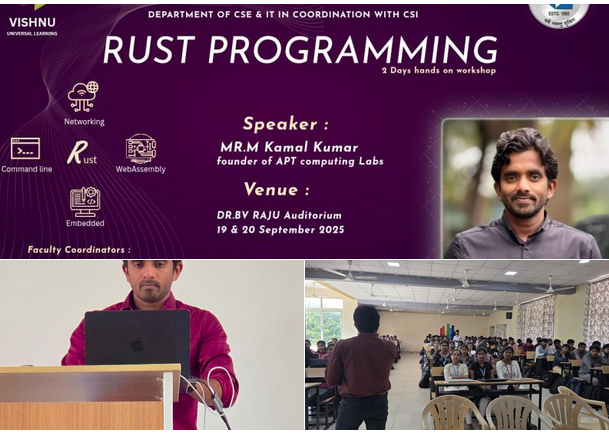 DEPARTMENT OF CSE & IT IN COORDINATION WITH CSI
VISHNU
UNIVERSAL LEARNING
ESTD. 1965
RUST PROGRAMMING
2 Days hands on workshop
Networking
Speaker :
MR.M Kamal Kumar
founder of APT computing Labs
Command line
Rust
WebAssembly
Venue :
DR.BV RAJU Auditorium
19 & 20 September 2025
Embedded
Faculty Coordinators :